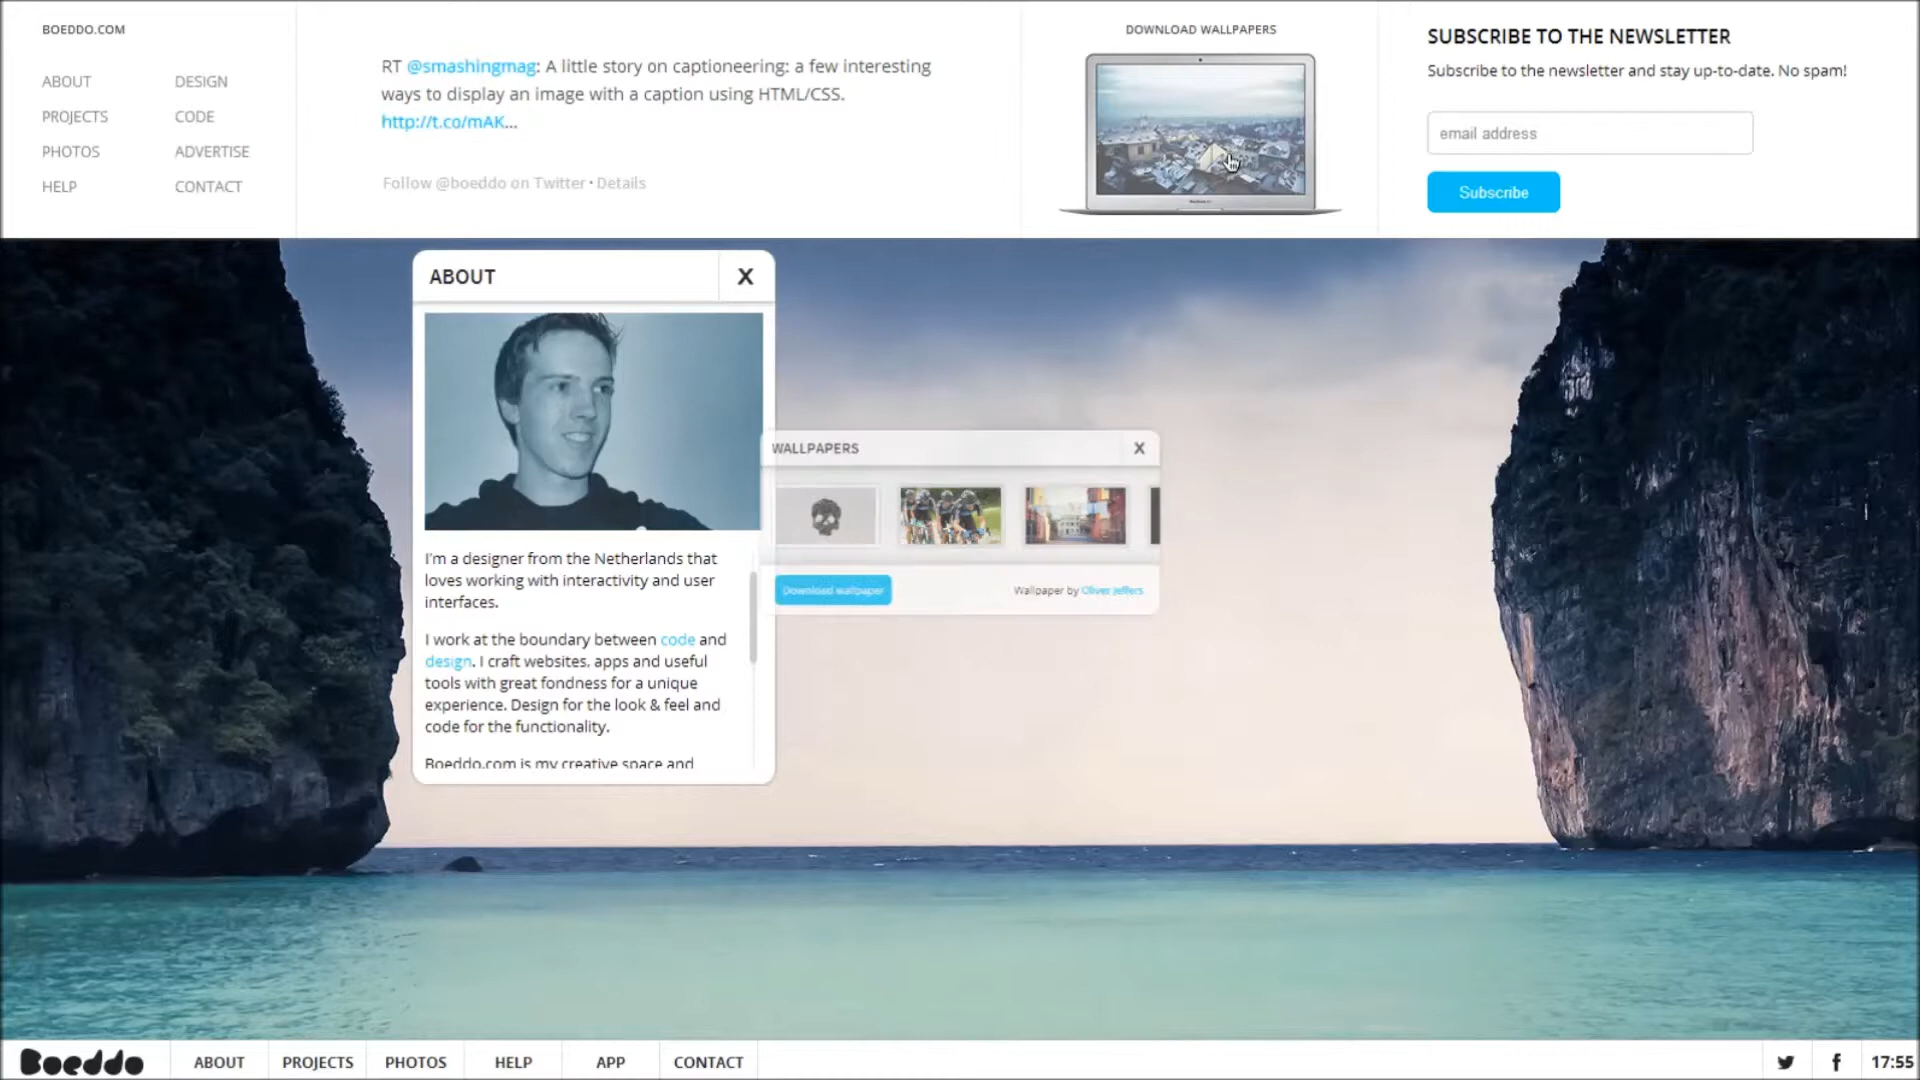 BOEDDO.COM
ABOUT
DESIGN
PROJECTS
CODE
PHOTOS
ADVERTISE
HELP
CONTACT
RT @smashingmag: A little story on captioneering: a few interesting
ways to display an image with a caption using HTML/CSS.
http://t.co/mAK...
Follow @boeddo on Twitter · Details
DOWNLOAD WALLPAPERS
SUBSCRIBE TO THE NEWSLETTER
Subscribe to the newsletter and stay up-to-date. No spam!
email address
Subscribe
ABOUT X
I'm a designer from the Netherlands that
loves working with interactivity and user
interfaces.
I work at the boundary between code and
design. I craft websites, apps and useful
tools with great fondness for a unique
experience. Design for the look & feel and
code for the functionality.
Boeddo.com is my creative space and
WALLPAPERS X
Download wallpaper
Wallpaper by Oliver Jeffers
Boeddo
ABOUT
PROJECTS
PHOTOS
HELP
APP
CONTACT
17:55